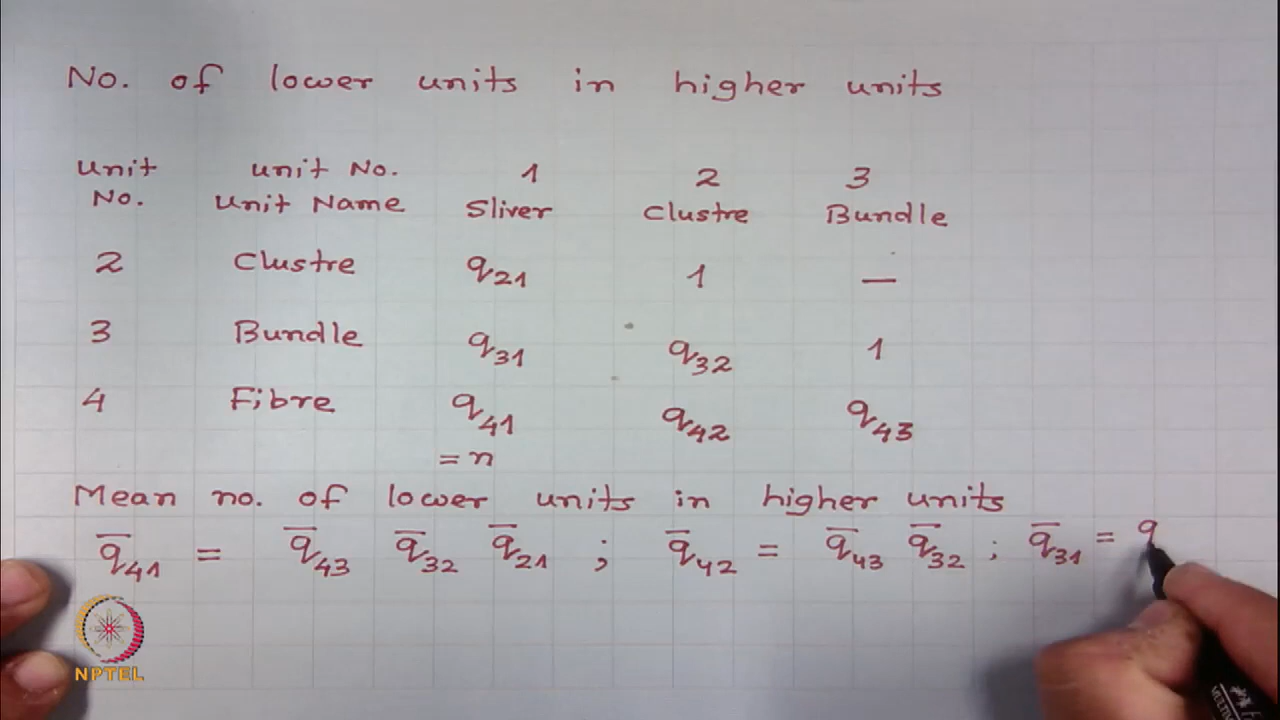 No. of lower units in higher units
Unit No. Unit No. 1 2 3
Unit Name Sliver Clustre Bundle
2 Clustre q₂₁ 1 —
3 Bundle q₃₁ q₃₂ 1
4 Fibre q₄₁ q₄₂ q₄₃
= n
Mean no. of lower units in higher units
q̅₄₁ = q̅₄₃ q̅₃₂ q̅₂₁ ; q̅₄₂ = q̅₄₃ q̅₃₂ ; q̅₃₁ = q
NPTEL